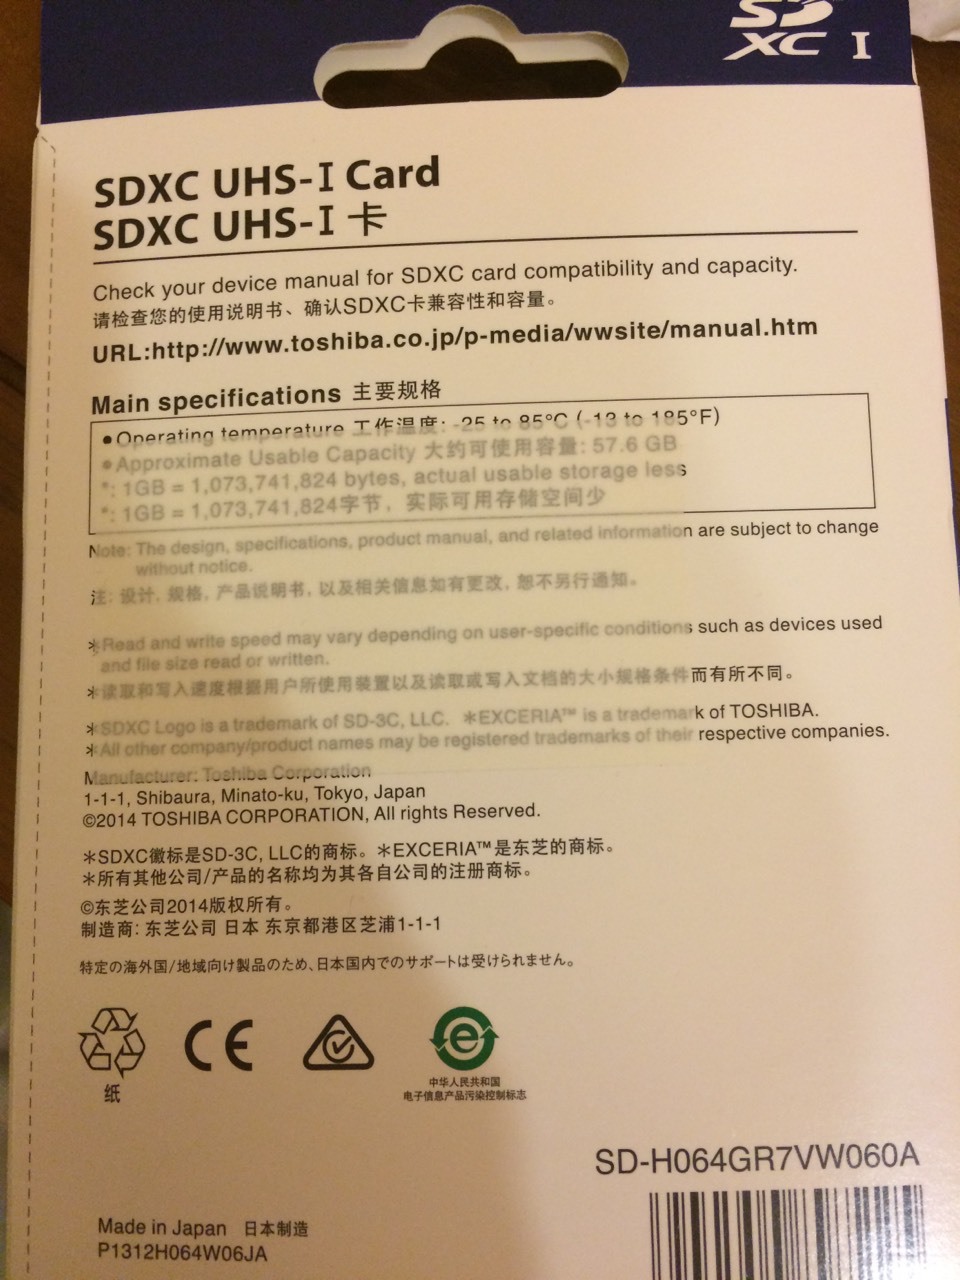 SD
XC I
SDXC UHS-I Card
SDXC UHS-I 卡
Check your device manual for SDXC card compatibility and capacity.
请检查您的使用说明书、确认SDXC卡兼容性和容量。
URL:http://www.toshiba.co.jp/p-media/wwsite/manual.htm
Main specifications 主要规格
●Operating temperature 工作温度: -25 to 85°C (-13 to 185°F)
●Approximate Usable Capacity 大约可使用容量: 57.6 GB
*: 1GB = 1,073,741,824 bytes, actual usable storage less
*: 1GB = 1,073,741,824字节，实际可用存储空间少
Note: The design, specifications, product manual, and related information are subject to change
without notice.
注: 设计, 规格, 产品说明书, 以及相关信息如有更改, 恕不另行通知。
＊Read and write speed may vary depending on user-specific conditions such as devices used
and file size read or written.
＊读取和写入速度根据用户所使用装置以及读取或写入文档的大小规格条件而有所不同。
＊SDXC Logo is a trademark of SD-3C, LLC. ＊EXCERIA™ is a trademark of TOSHIBA.
＊All other company/product names may be registered trademarks of their respective companies.
Manufacturer: Toshiba Corporation
1-1-1, Shibaura, Minato-ku, Tokyo, Japan
©2014 TOSHIBA CORPORATION, All rights Reserved.
＊SDXC徽标是SD-3C, LLC的商标。＊EXCERIA™是东芝的商标。
＊所有其他公司/产品的名称均为其各自公司的注册商标。
©东芝公司2014版权所有。
制造商: 东芝公司 日本 东京都港区芝浦1-1-1
特定の海外国/地域向け製品のため、日本国内でのサポートは受けられません。
CE
e
纸
中华人民共和国
电子信息产品污染控制标志
SD-H064GR7VW060A
Made in Japan 日本制造
P1312H064W06JA